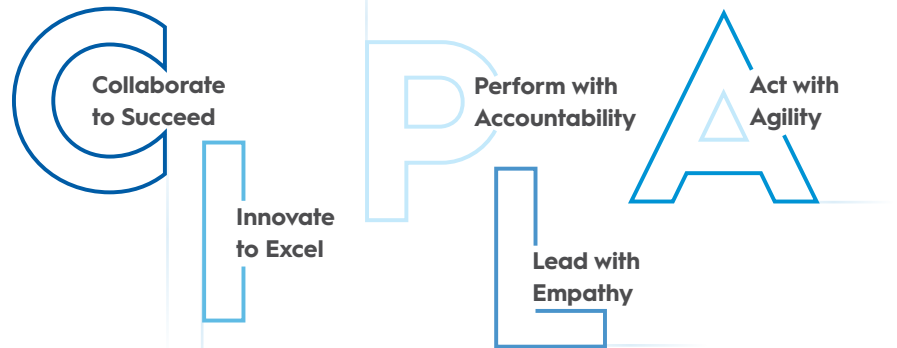 C
Collaborate
to Succeed
I
Innovate
to Excel
P
Perform with
Accountability
L
Lead with
Empathy
A
Act with
Agility